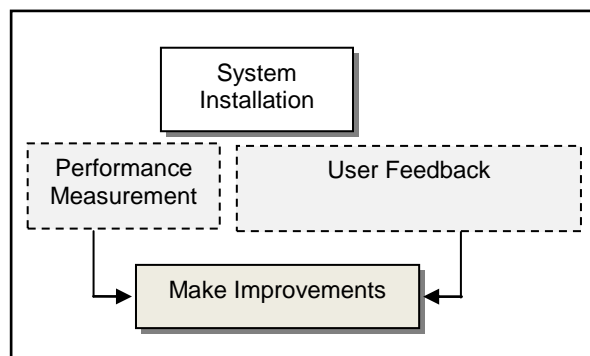 System
Installation
Performance
Measurement
User Feedback
Make Improvements